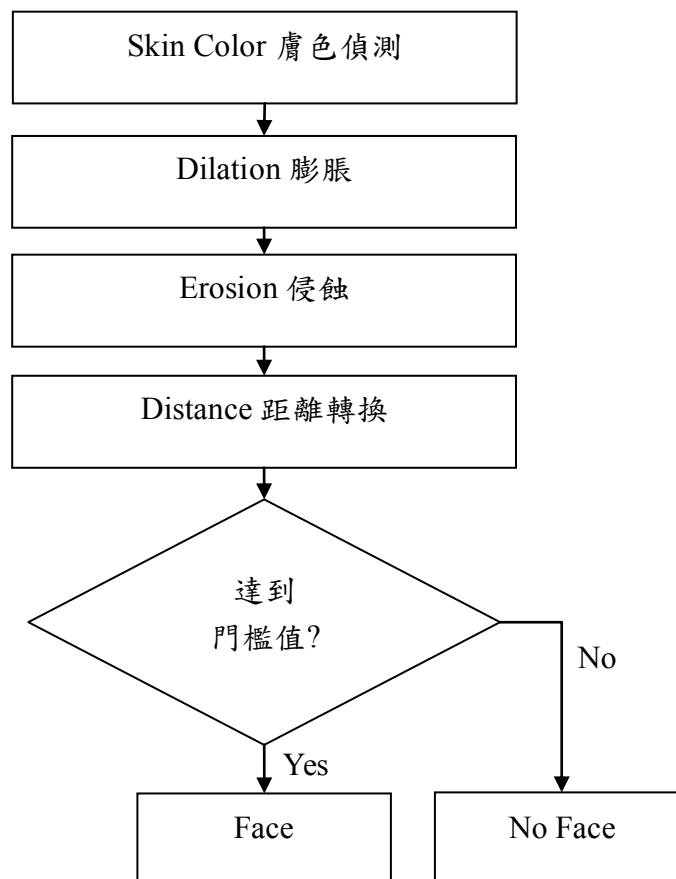 Skin Color 膚色偵測
Dilation 膨脹
Erosion 侵蝕
Distance 距離轉換
達到
門檻值?
No
Yes
Face
No Face